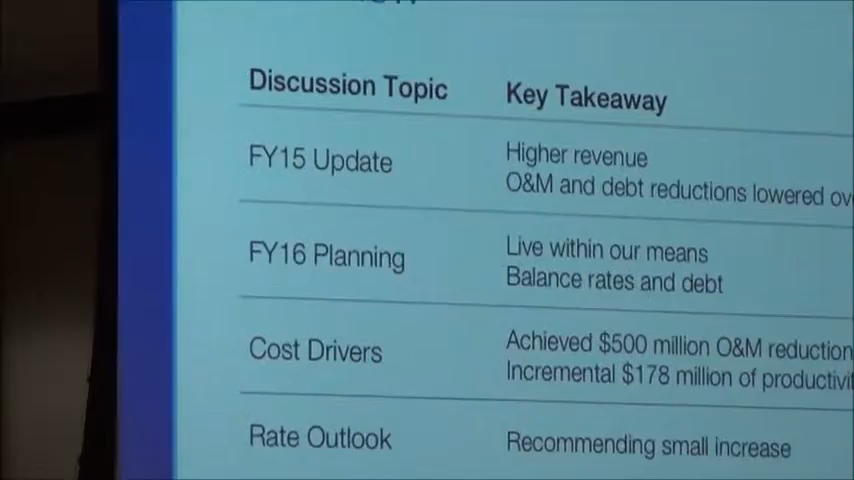 Discussion Topic Key Takeaway
FY15 Update Higher revenue
O&M and debt reductions lowered
FY16 Planning Live within our means
Balance rates and debt
Cost Drivers Achieved $500 million O&M reduction
Incremental $178 million of
Rate Outlook Recommending small increase